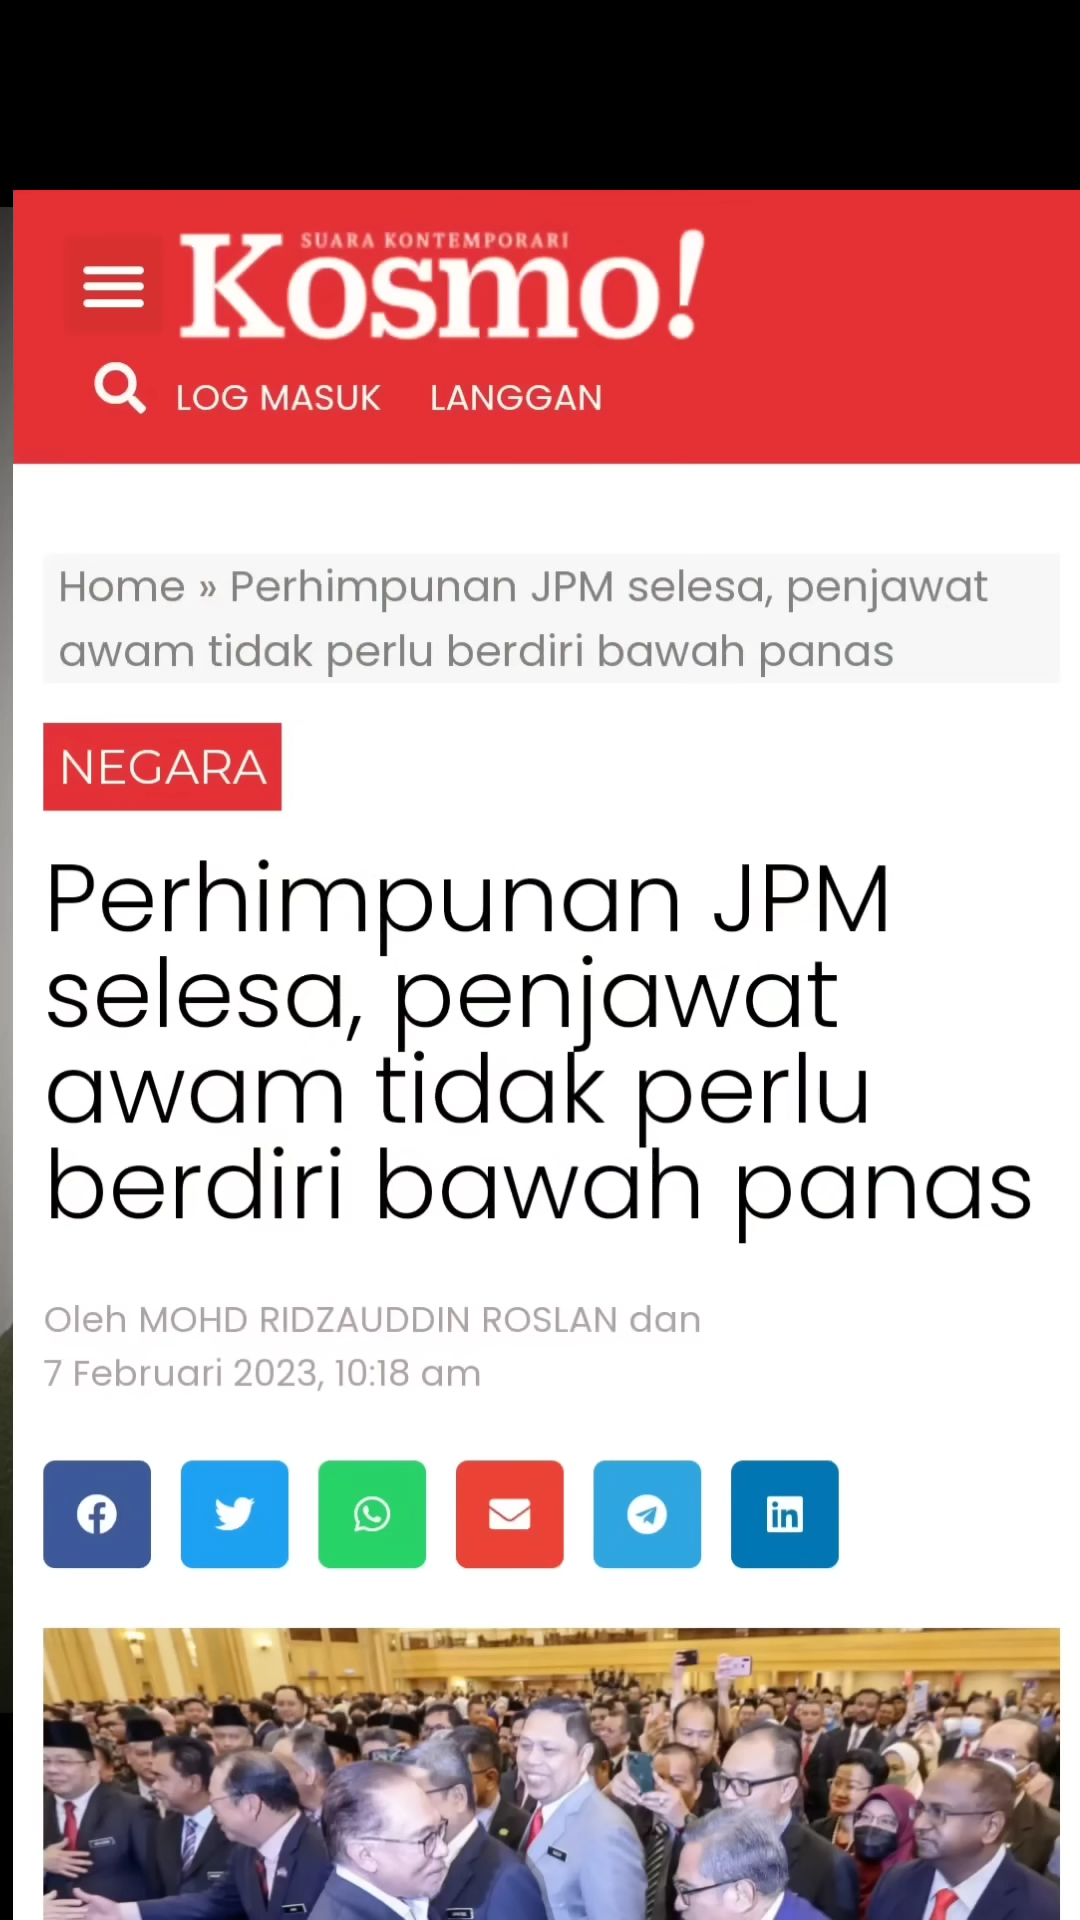 SUARA KONTEMPORARI
Kosmo!
LOG MASUK LANGGAN
Home » Perhimpunan JPM selesa, penjawat
awam tidak perlu berdiri bawah panas
NEGARA
Perhimpunan JPM
selesa, penjawat
awam tidak perlu
berdiri bawah panas
Oleh MOHD RIDZAUDDIN ROSLAN dan
7 Februari 2023, 10:18 am
in